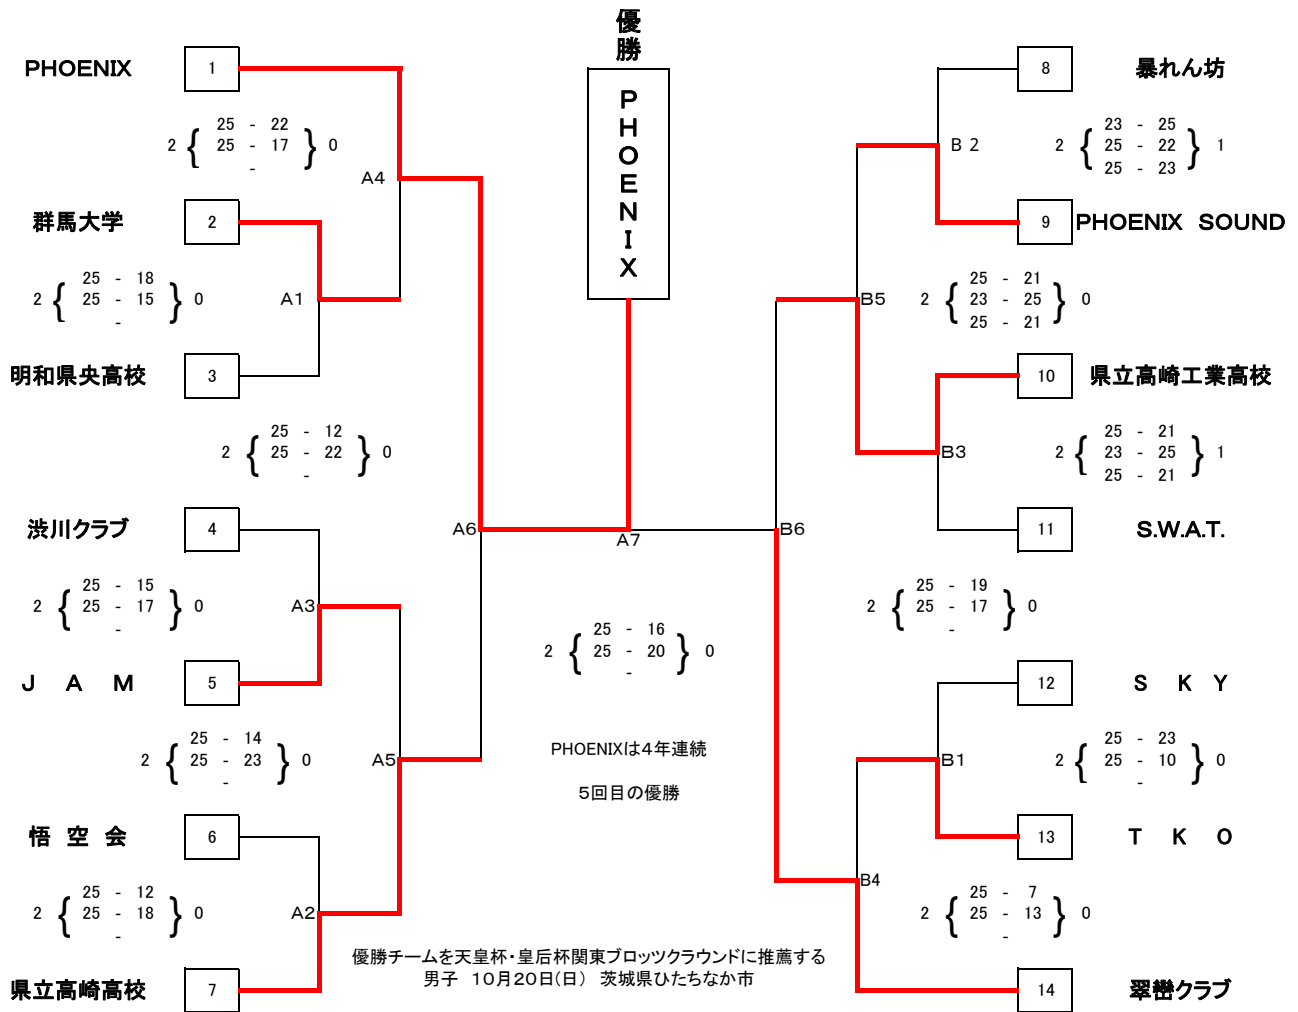 優勝
PHOENIX
PHOENIX 1
2 { 25 - 22 } 0
25 - 17
-
A4
群馬大学 2
2 { 25 - 18 } 0
25 - 15
-
A1
明和県央高校 3
2 { 25 - 12 } 0
25 - 22
-
A6
渋川クラブ 4
2 { 25 - 15 } 0
25 - 17
-
A3
J A M 5
2 { 25 - 14 } 0
25 - 23
-
A5
悟 空 会 6
2 { 25 - 12 } 0
25 - 18
-
A2
県立高崎高校 7
A7
2 { 25 - 16 } 0
25 - 20
-
PHOENIXは4年連続
5回目の優勝
8 暴れん坊
B 2
2 { 23 - 25 } 1
25 - 22
25 - 23
9 PHOENIX SOUND
B5
2 { 25 - 21 } 0
23 - 25
25 - 21
10 県立高崎工業高校
B3
2 { 25 - 21 } 1
23 - 25
25 - 21
11 S.W.A.T.
B6
2 { 25 - 19 } 0
25 - 17
-
12 S K Y
B1
2 { 25 - 23 } 0
25 - 10
-
13 T K O
B4
2 { 25 - 7 } 0
25 - 13
-
14 翠巒クラブ
優勝チームを天皇杯・皇后杯関東ブロッツクラウンドに推薦する
男子 10月20日(日) 茨城県ひたちなか市